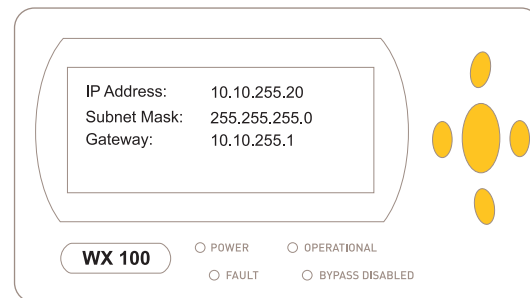 IP Address: 10.10.255.20
Subnet Mask: 255.255.255.0
Gateway: 10.10.255.1
WX 100
POWER OPERATIONAL
FAULT BYPASS DISABLED